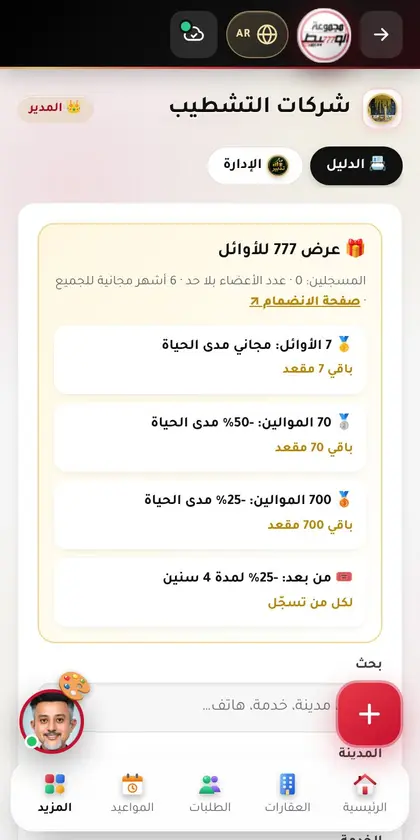 AR
مجموعة
الوسيط
شركات التشطيب
المدير
الدليل
الإدارة
عرض 777 للأوائل
المسجلين: 0 · عدد الأعضاء بلا حد · 6 أشهر مجانية للجميع
· صفحة الانضمام ↗
7 الأوائل: مجاني مدى الحياة
باقي 7 مقعد
70 الموالين: -50% مدى الحياة
باقي 70 مقعد
700 الموالين: -25% مدى الحياة
باقي 700 مقعد
من بعد: -25% لمدة 4 سنين
لكل من تسجّل
بحث
مدينة، خدمة، هاتف...
المدينة
الرئيسية
العقارات
الطلبات
المواعيد
المزيد